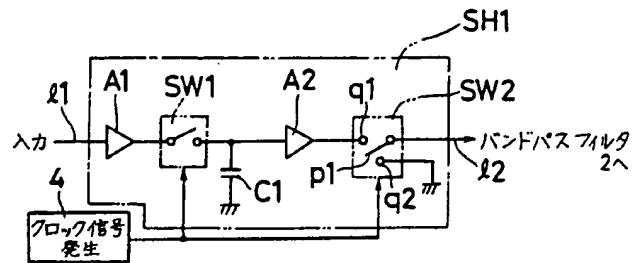 SH1
A1
SW1
A2
q1
SW2
入力
ℓ1
C1
p1
q2
ℓ2
バンドパスフィルタ
2へ
4
クロック信号
発生